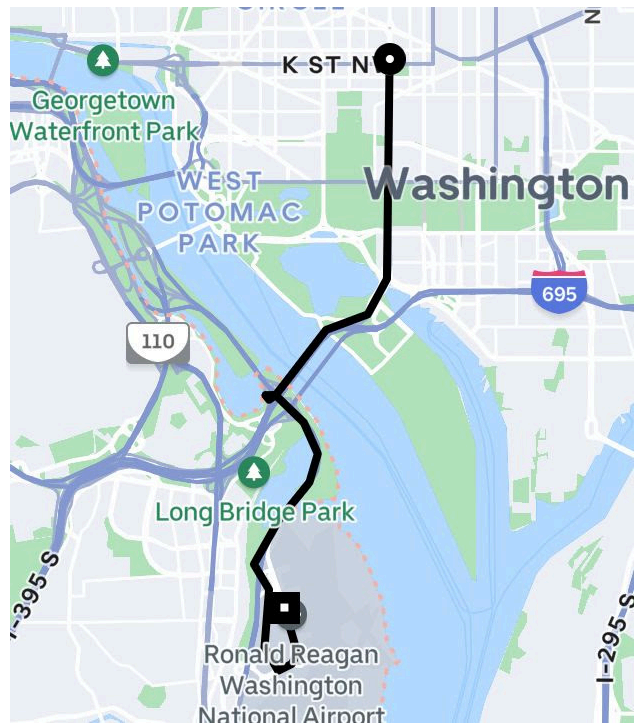 CIRCLE
N
K ST NW
Georgetown
Waterfront Park
WEST
POTOMAC
PARK
Washington
695
110
Long Bridge Park
I-395 S
I-295 S
Ronald Reagan
Washington
National Airport